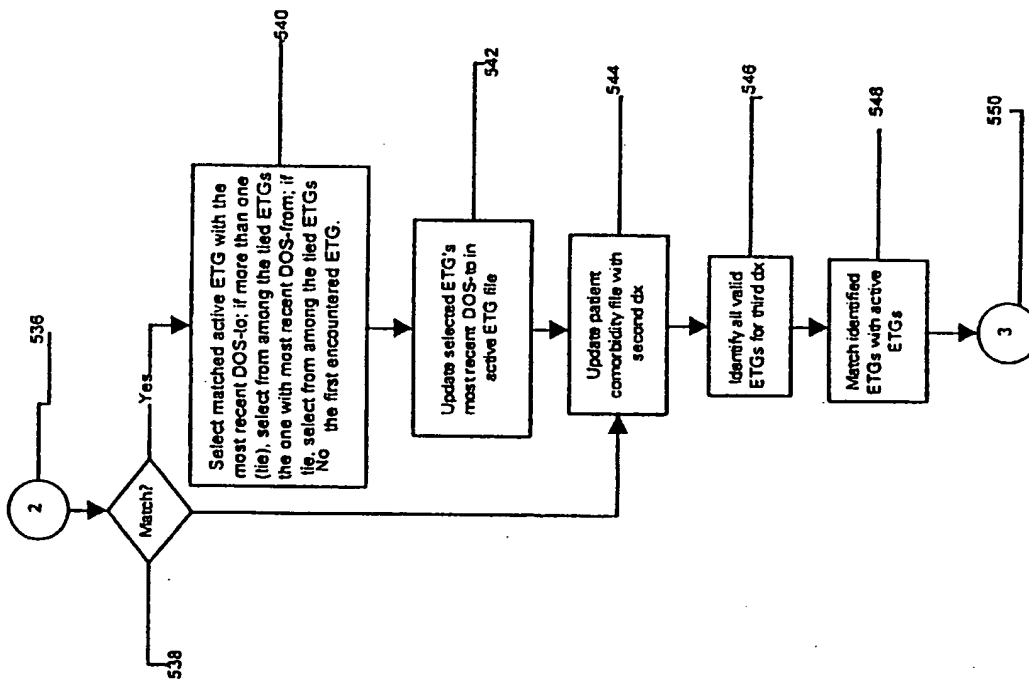 2
536
Match?
538
Yes
Select matched active ETG with the
most recent DOS-to; if more than one
(tie), select from among the tied ETGs
the one with most recent DOS-from; if
tie, select from among the tied ETGs
No the first encountered ETG.
540
Update selected ETG's
most recent DOS-to in
active ETG file
542
Update patient
comorbidity file with
second dx
544
Identify all valid
ETGs for third dx
546
Match identified
ETGs with active
ETGs
548
3
550